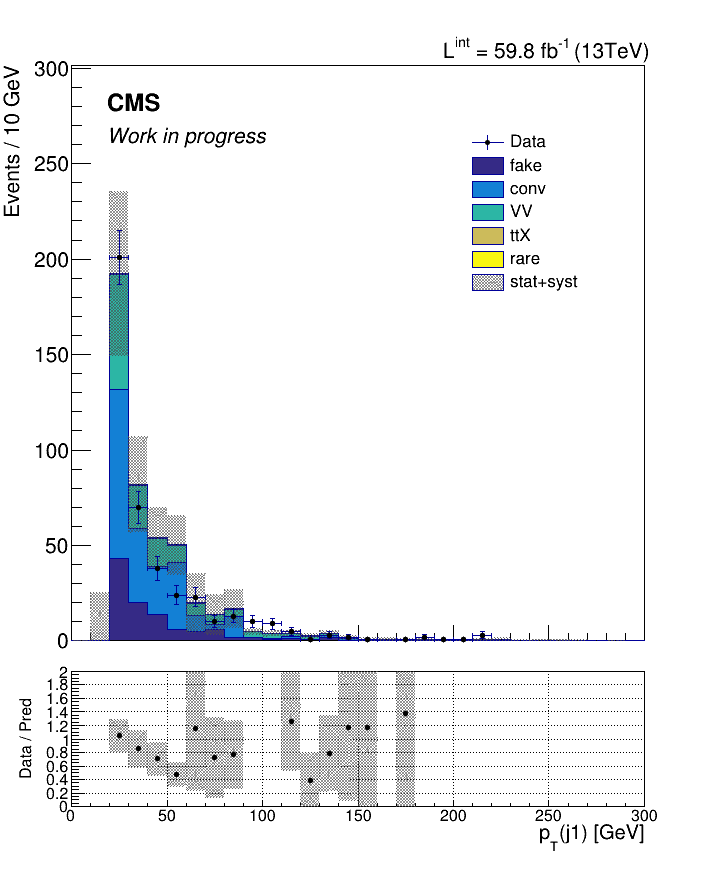 L^int = 59.8 fb^-1 (13TeV)
Events / 10 GeV
300
250
200
150
100
50
0
CMS
Work in progress
Data
fake
conv
VV
ttX
rare
stat+syst
Data / Pred
2
1.8
1.6
1.4
1.2
1
0.8
0.6
0.4
0.2
0
0 50 100 150 200 250 300
p_T(j1) [GeV]